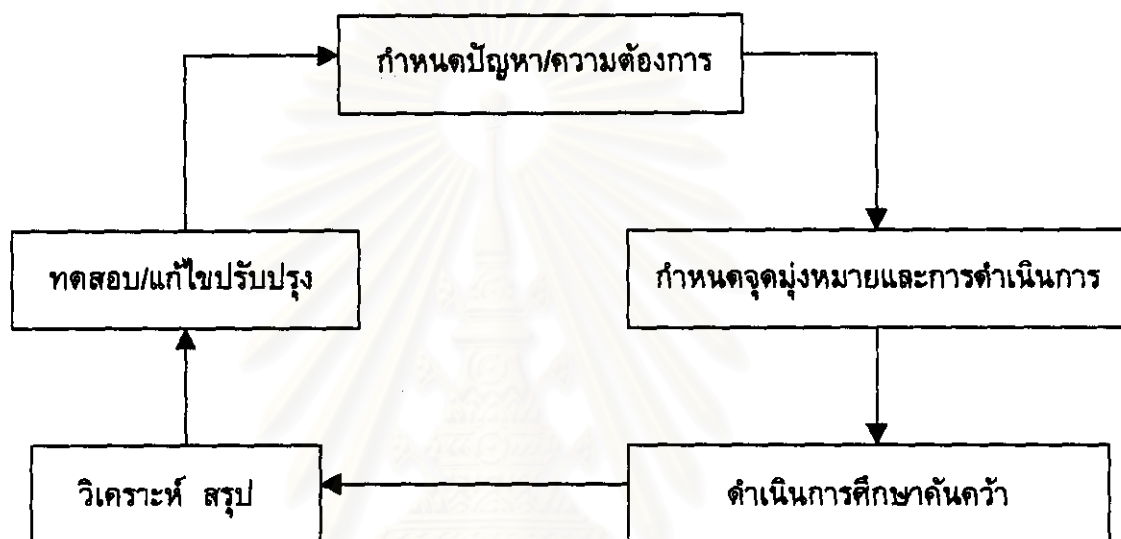 กำหนดปัญหา/ความต้องการ
ทดสอบ/แก้ไขปรับปรุง
กำหนดจุดมุ่งหมายและการดำเนินการ
วิเคราะห์ สรุป
ดำเนินการศึกษาค้นคว้า